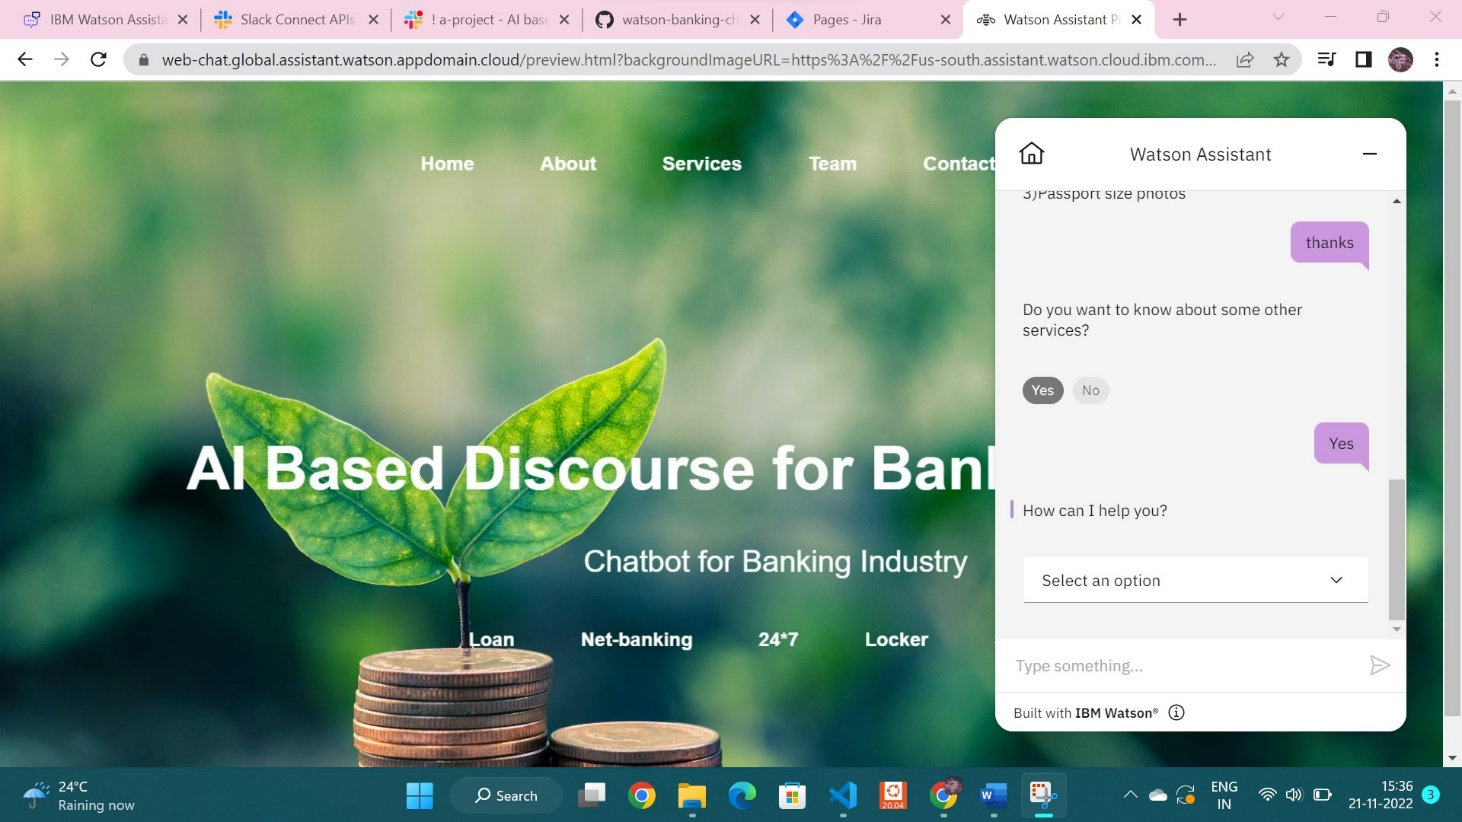 IBM Watson Assista
Slack Connect APIs
! a-project - AI base
watson-banking-ch
Pages - Jira
Watson Assistant Pr
web-chat.global.assistant.watson.appdomain.cloud/preview.html?backgroundImageURL=https%3A%2F%2Fus-south.assistant.watson.cloud.ibm.com...
Home
About
Services
Team
Contact
Watson Assistant
3)Passport size photos
thanks
Do you want to know about some other
services?
Yes
No
Yes
AI Based Discourse for Bank
How can I help you?
Chatbot for Banking Industry
Select an option
Loan
Net-banking
24*7
Locker
Type something...
Built with IBM Watson®
24°C
Raining now
Search
20.04
ENG
IN
15:36
21-11-2022
3